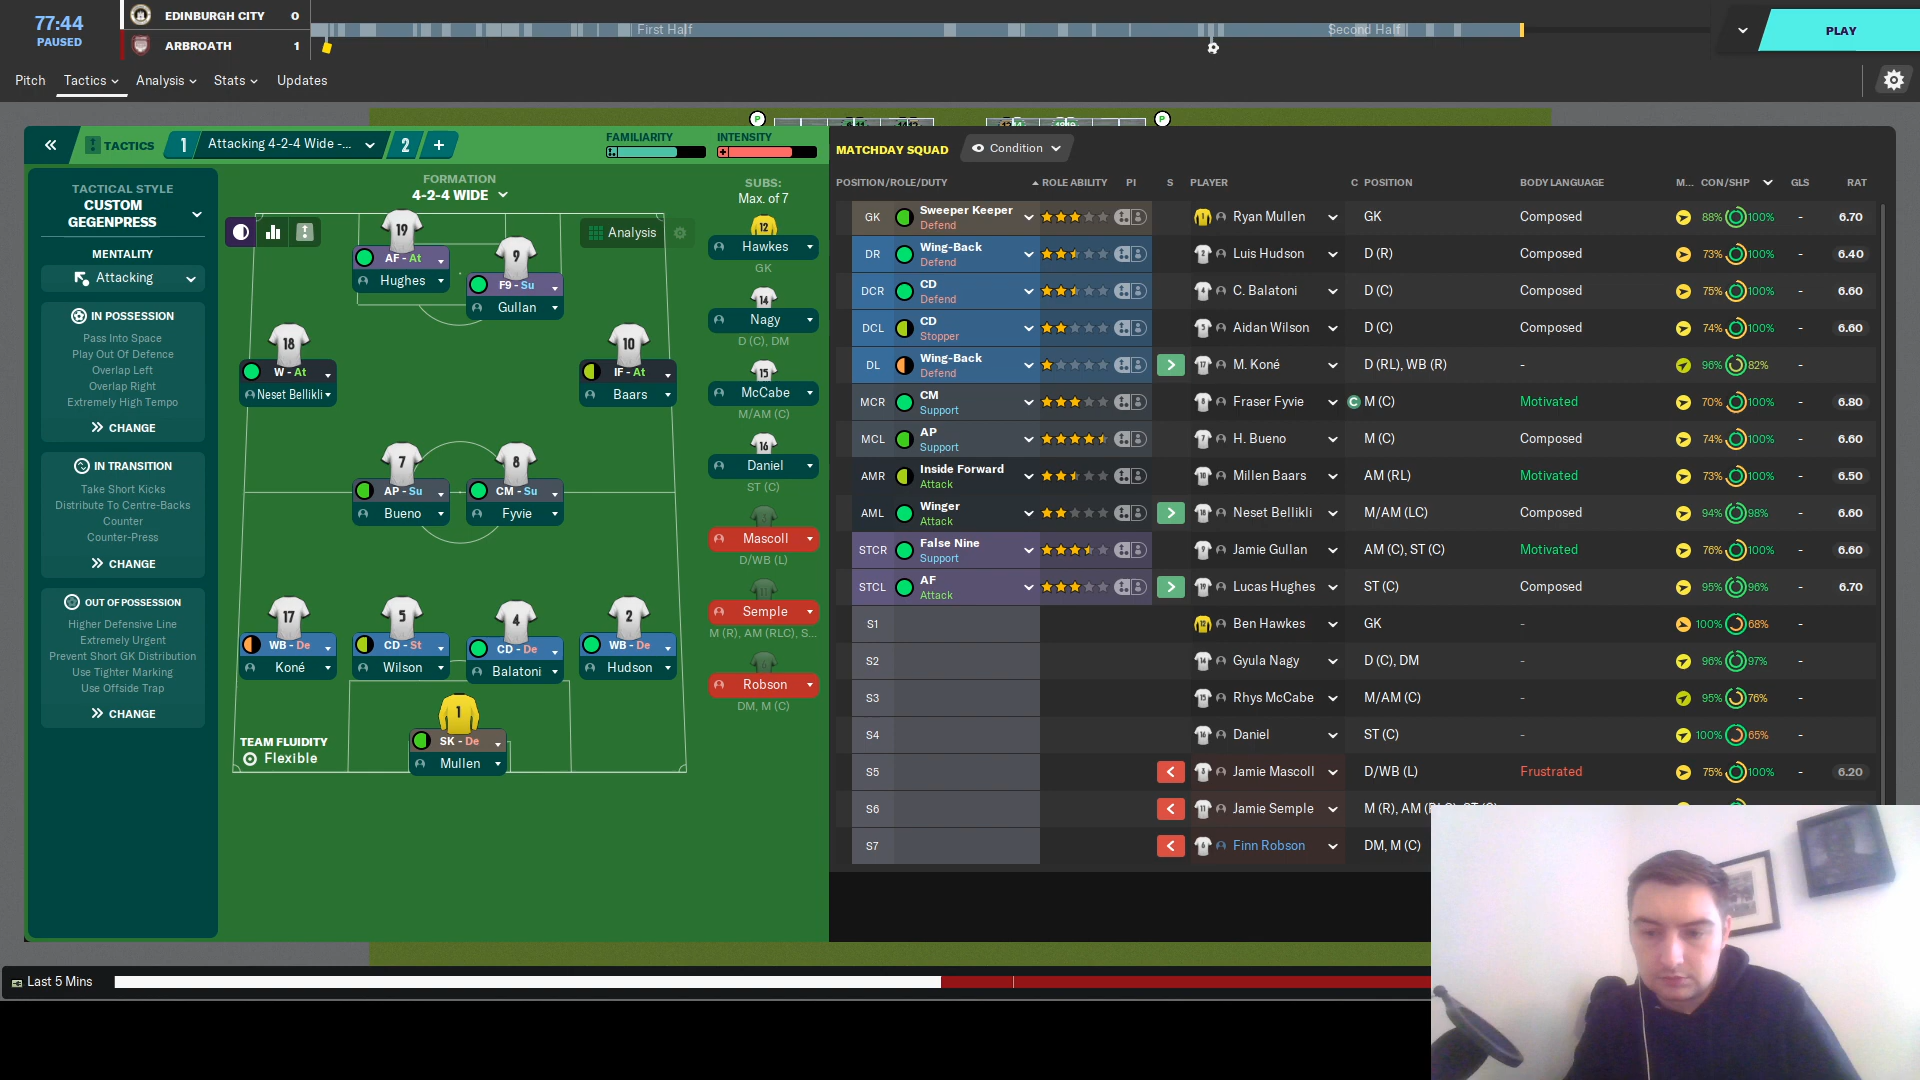 77:44
PAUSED
EDINBURGH CITY 0
ARBROATH 1
First Half
Second Half
PLAY
Pitch
Tactics
Analysis
Stats
Updates
P
P
TACTICS
1
Attacking 4-2-4 Wide -...
2
+
FAMILIARITY
INTENSITY
TACTICAL STYLE
CUSTOM
GEGENPRESS
MENTALITY
Attacking
IN POSSESSION
Pass Into Space
Play Out Of Defence
Overlap Left
Overlap Right
Extremely High Tempo
CHANGE
IN TRANSITION
Take Short Kicks
Distribute To Centre-Backs
Counter
Counter-Press
CHANGE
OUT OF POSSESSION
Higher Defensive Line
Extremely Urgent
Prevent Short GK Distribution
Use Tighter Marking
Use Offside Trap
CHANGE
FORMATION
4-2-4 WIDE
Analysis
19
AF - At
Hughes
9
F9 - Su
Gullan
18
W - At
Neset Bellikli
10
IF - At
Baars
7
AP - Su
Bueno
8
CM - Su
Fyvie
17
WB - De
Koné
5
CD - St
Wilson
4
CD - De
Balatoni
2
WB - De
Hudson
1
SK - De
Mullen
TEAM FLUIDITY
Flexible
SUBS:
Max. of 7
12
Hawkes
GK
14
Nagy
D (C), DM
15
McCabe
M/AM (C)
16
Daniel
ST (C)
Mascoll
D/WB (L)
Semple
M (R), AM (RLC), S...
Robson
DM, M (C)
MATCHDAY SQUAD
Condition
POSITION/ROLE/DUTY ROLE ABILITY PI S PLAYER C POSITION BODY LANGUAGE M... CON/SHP GLS RAT
GK Sweeper Keeper Defend Ryan Mullen GK Composed 88% 100% - 6.70
DR Wing-Back Defend Luis Hudson D (R) Composed 73% 100% - 6.40
DCR CD Defend C. Balatoni D (C) Composed 75% 100% - 6.60
DCL CD Stopper Aidan Wilson D (C) Composed 74% 100% - 6.60
DL Wing-Back Defend M. Koné D (RL), WB (R) - 96% 82% -
MCR CM Support Fraser Fyvie C M (C) Motivated 70% 100% - 6.80
MCL AP Support H. Bueno M (C) Composed 74% 100% - 6.60
AMR Inside Forward Attack Millen Baars AM (RL) Motivated 73% 100% - 6.50
AML Winger Attack Neset Bellikli M/AM (LC) Composed 94% 98% - 6.60
STCR False Nine Support Jamie Gullan AM (C), ST (C) Motivated 76% 100% - 6.60
STCL AF Attack Lucas Hughes ST (C) Composed 95% 96% - 6.70
S1 Ben Hawkes GK - 100% 68% -
S2 Gyula Nagy D (C), DM - 96% 97% -
S3 Rhys McCabe M/AM (C) - 95% 76% -
S4 Daniel ST (C) - 100% 65% -
S5 Jamie Mascoll D/WB (L) Frustrated 75% 100% - 6.20
S6 Jamie Semple M (R), AM
S7 Finn Robson DM, M (C)
Last 5 Mins